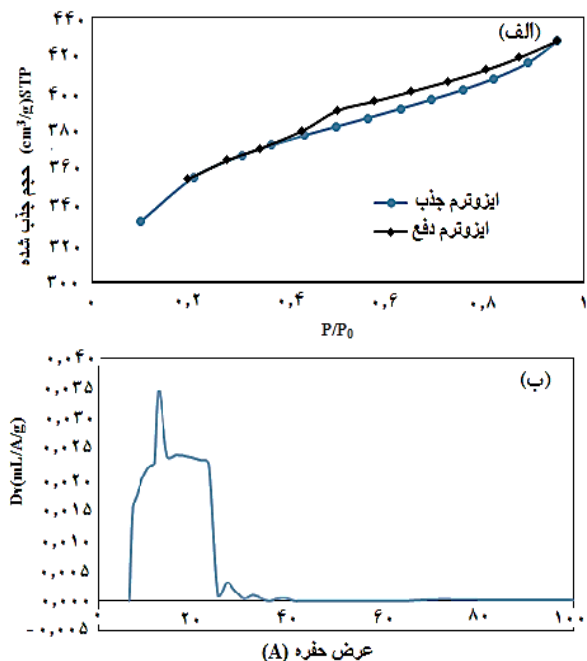 (الف)
۴۴۰
۴۲۰
۴۰۰
۳۸۰
۳۶۰
۳۴۰
۳۲۰
۳۰۰
حجم جذب شده (cm³/g)STP
ایزوترم جذب
ایزوترم دفع
۰ ۰,۲ ۰,۴ ۰,۶ ۰,۸ ۱
P/P₀
(ب)
۰,۰۴۰
۰,۰۳۵
۰,۰۳۰
۰,۰۲۵
۰,۰۲۰
۰,۰۱۵
۰,۰۱۰
۰,۰۰۵
۰,۰۰۰
-۰,۰۰۵
Dv(mL/A/g)
۰ ۲۰ ۴۰ ۶۰ ۸۰ ۱۰۰
عرض حفره (A)